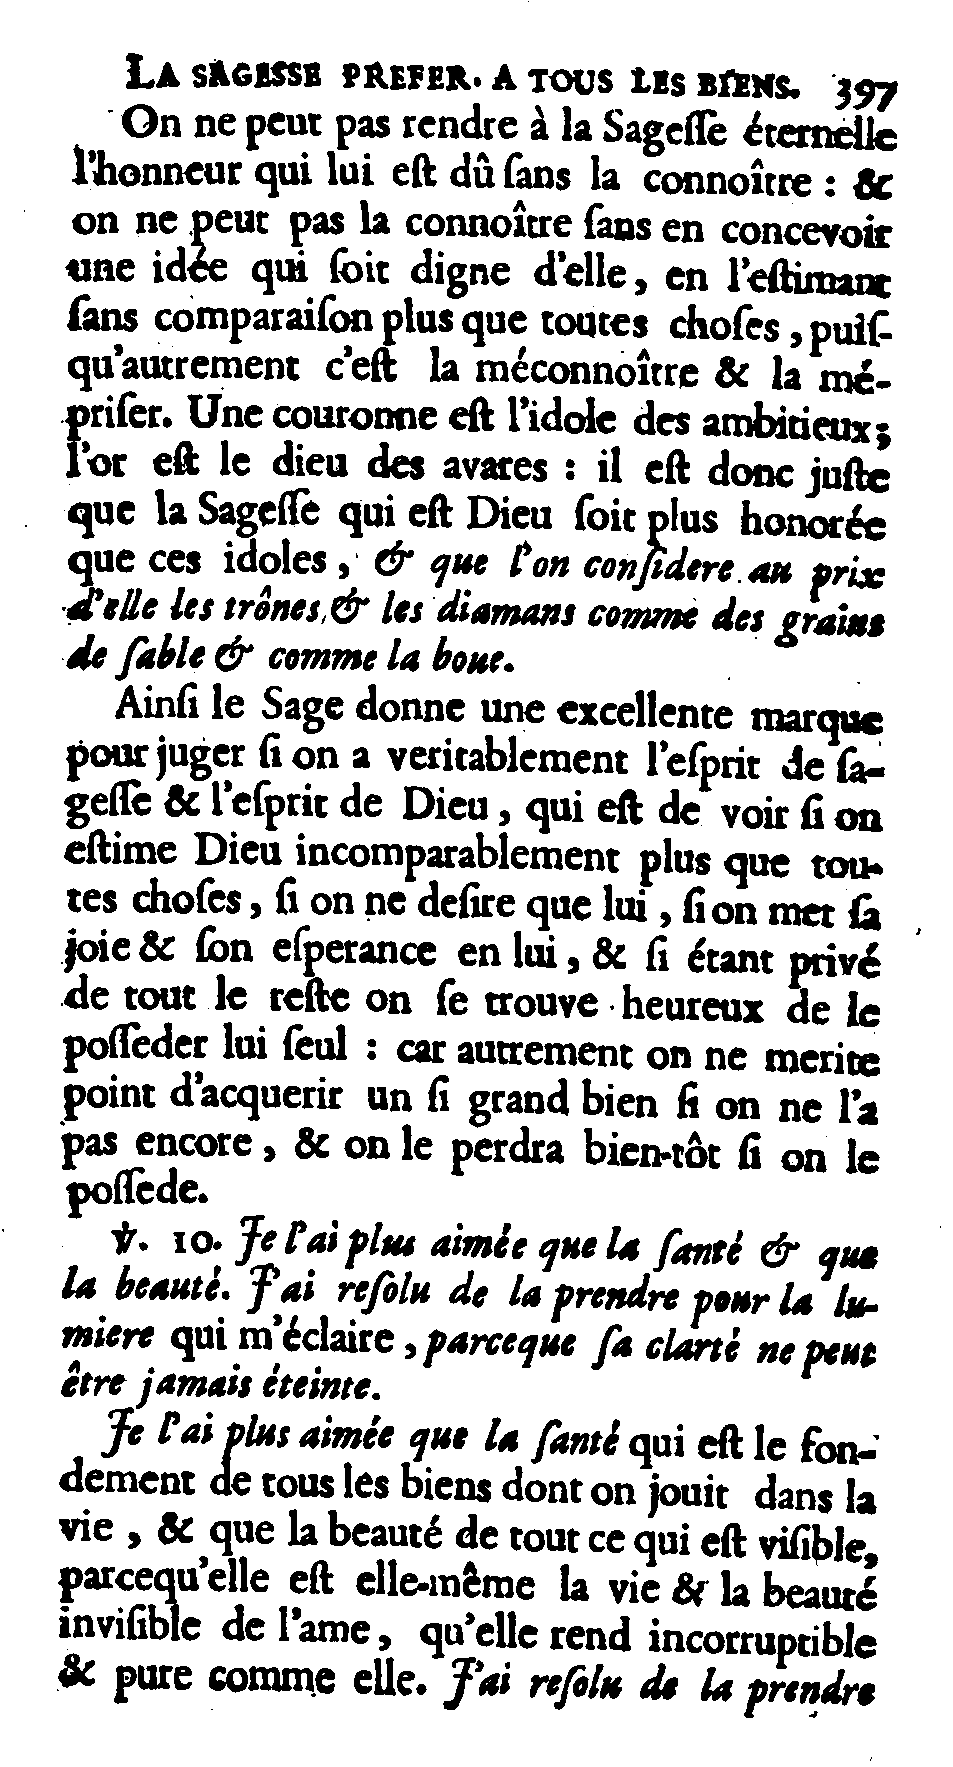 LA SAGESSE PREFER. A TOUS LES BIENS. 397
On ne peut pas rendre à la Sageſſe éternelle
l'honneur qui lui eſt dû ſans la connoître : &
on ne peut pas la connoître ſans en concevoir
une idée qui ſoit digne d'elle, en l'eſtimant
ſans comparaiſon plus que toutes choſes, puiſ-
qu'autrement c'eſt la méconnoître & la mé-
priſer. Une couronne eſt l'idole des ambitieux;
l'or eſt le dieu des avares : il eſt donc juſte
que la Sageſſe qui eſt Dieu ſoit plus honorée
que ces idoles, & que l'on conſidere au prix
d'elle les trônes, & les diamans comme des grains
de ſable & comme la boue.
Ainſi le Sage donne une excellente marque
pour juger ſi on a veritablement l'eſprit de ſa-
geſſe & l'eſprit de Dieu, qui eſt de voir ſi on
eſtime Dieu incomparablement plus que tou-
tes choſes, ſi on ne deſire que lui, ſi on met ſa
joie & ſon eſperance en lui, & ſi étant privé
de tout le reſte on ſe trouve heureux de le
poſſeder lui ſeul : car autrement on ne merite
point d'acquerir un ſi grand bien ſi on ne l'a
pas encore, & on le perdra bien-tôt ſi on le
poſſede.
℣. 10. Je l'ai plus aimée que la ſanté & que
la beauté. J'ai reſolu de la prendre pour la lu-
miere qui m'éclaire, parceque ſa clarté ne peut
être jamais éteinte.
Je l'ai plus aimée que la ſanté qui eſt le fon-
dement de tous les biens dont on jouit dans la
vie, & que la beauté de tout ce qui eſt viſible,
parcequ'elle eſt elle-même la vie & la beauté
inviſible de l'ame, qu'elle rend incorruptible
& pure comme elle. J'ai reſolu de la prendre